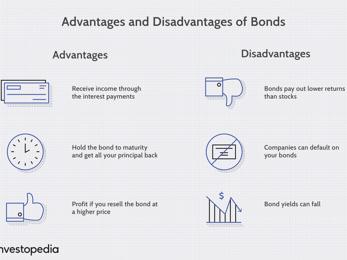 Advantages and Disadvantages of Bonds
Advantages
Disadvantages
Receive income through
the interest payments
Bonds pay out lower returns
than stocks
Hold the bond to maturity
and get all your principal back
Companies can default on
your bonds
Profit if you resell the bond at
a higher price
$
Bond yields can fall
nvestopedia